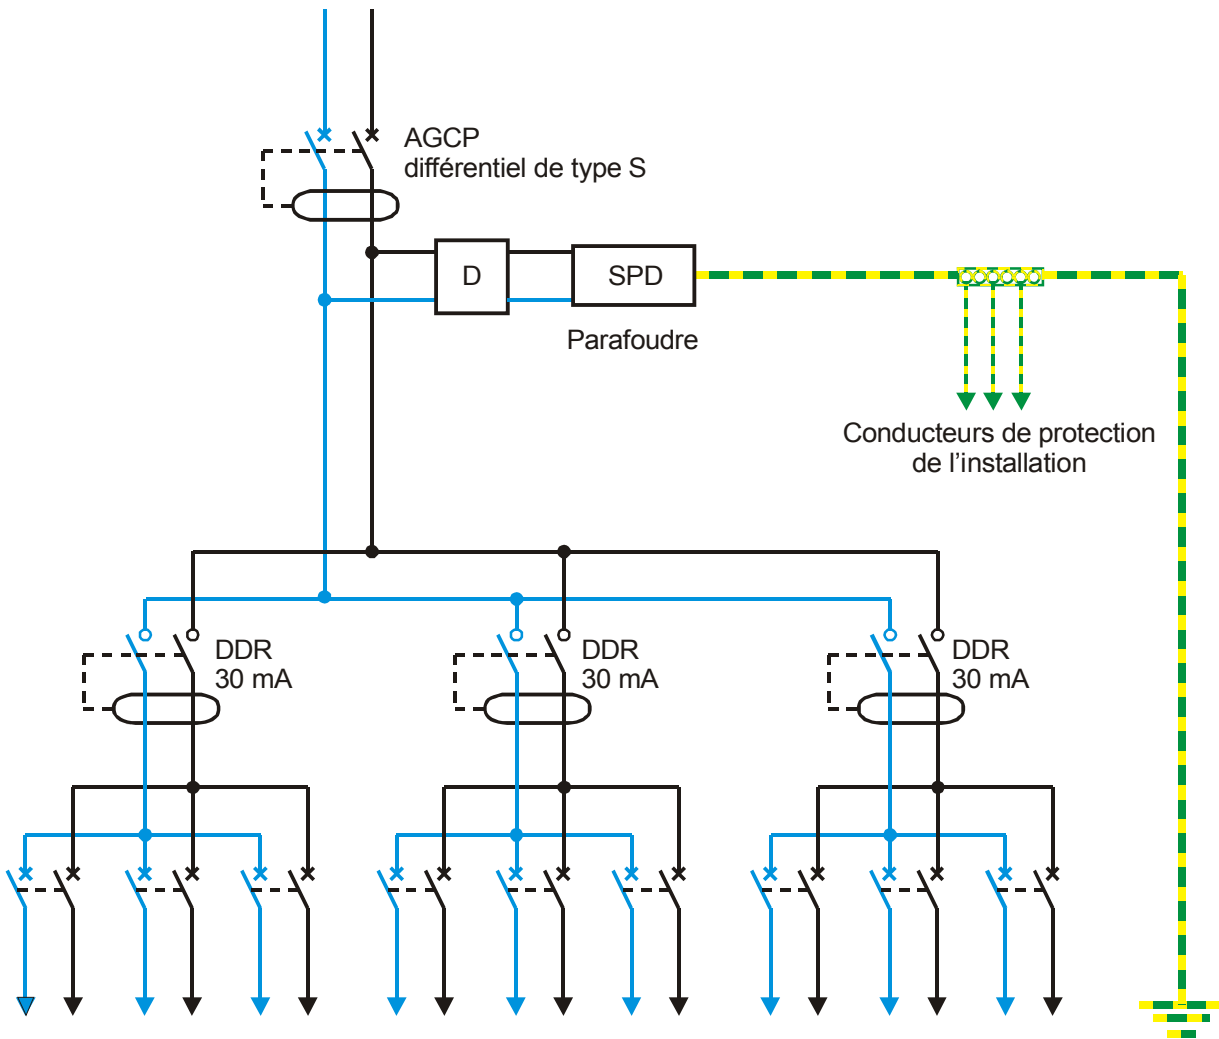 AGCP
différentiel de type S
D
SPD
Parafoudre
Conducteurs de protection
de l’installation
DDR
30 mA
DDR
30 mA
DDR
30 mA